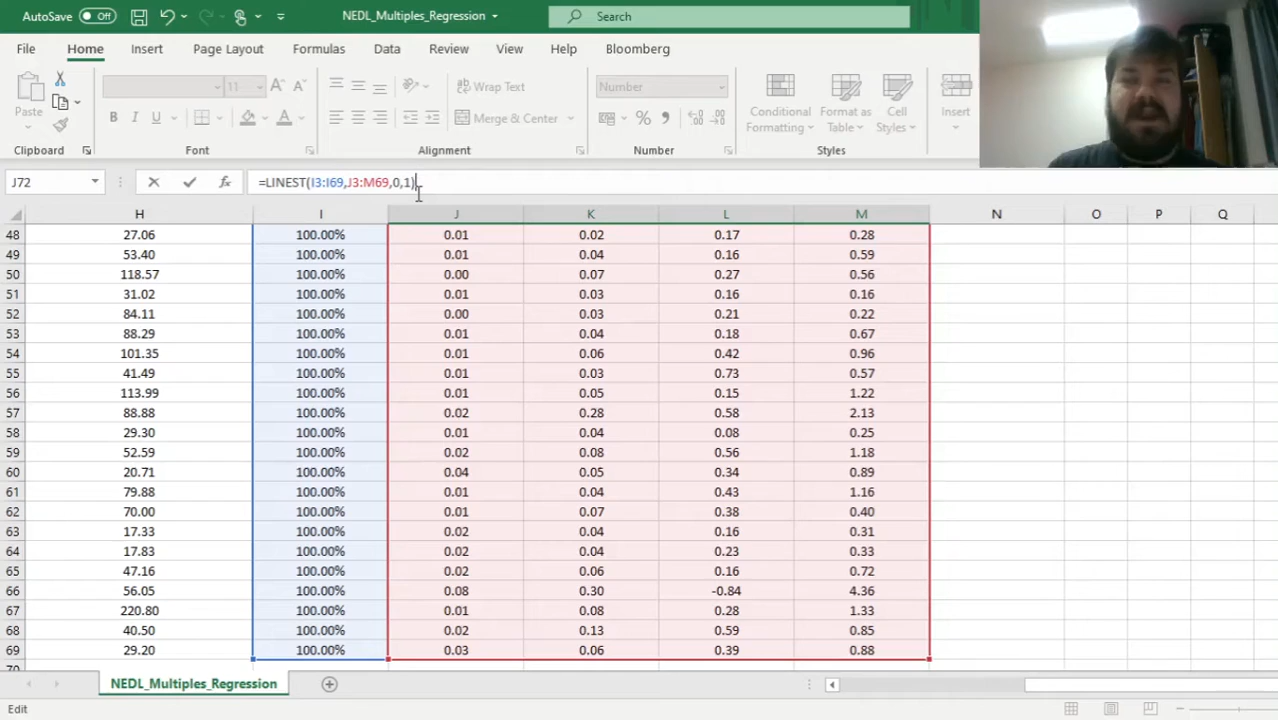 AutoSave Off NEDL_Multiples_Regression Search
File Home Insert Page Layout Formulas Data Review View Help Bloomberg
Paste 11 A A Wrap Text Number Conditional Formatting Format as Table Cell Styles Insert
B I U A Merge & Center % 9
Clipboard Font Alignment Number Styles
J72 fx =LINEST(I3:I69,J3:M69,0,1)
H I J K L M N O P Q
48 27.06 100.00% 0.01 0.02 0.17 0.28
49 53.40 100.00% 0.01 0.04 0.16 0.59
50 118.57 100.00% 0.00 0.07 0.27 0.56
51 31.02 100.00% 0.01 0.03 0.16 0.16
52 84.11 100.00% 0.00 0.03 0.21 0.22
53 88.29 100.00% 0.01 0.04 0.18 0.67
54 101.35 100.00% 0.01 0.06 0.42 0.96
55 41.49 100.00% 0.01 0.03 0.73 0.57
56 113.99 100.00% 0.01 0.05 0.15 1.22
57 88.88 100.00% 0.02 0.28 0.58 2.13
58 29.30 100.00% 0.01 0.04 0.08 0.25
59 52.59 100.00% 0.02 0.08 0.56 1.18
60 20.71 100.00% 0.04 0.05 0.34 0.89
61 79.88 100.00% 0.01 0.04 0.43 1.16
62 70.00 100.00% 0.01 0.07 0.38 0.40
63 17.33 100.00% 0.02 0.04 0.16 0.31
64 17.83 100.00% 0.02 0.04 0.23 0.33
65 47.16 100.00% 0.02 0.06 0.16 0.72
66 56.05 100.00% 0.08 0.30 -0.84 4.36
67 220.80 100.00% 0.01 0.08 0.28 1.33
68 40.50 100.00% 0.02 0.13 0.59 0.85
69 29.20 100.00% 0.03 0.06 0.39 0.88
70
NEDL_Multiples_Regression
Edit